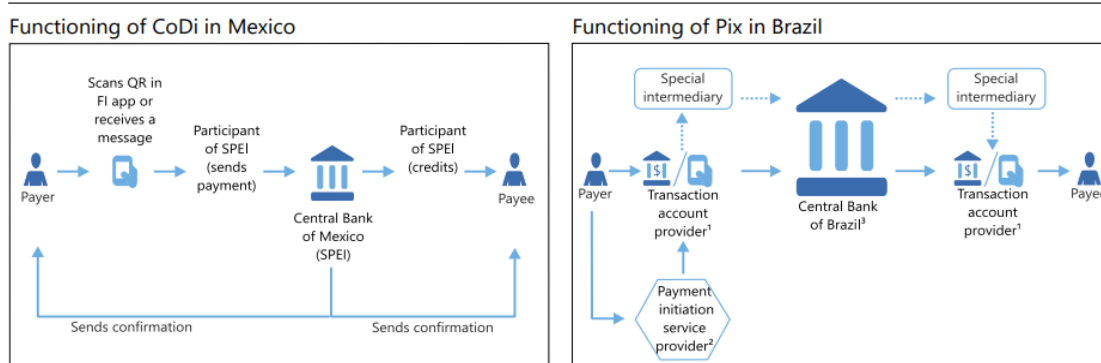 Functioning of CoDi in Mexico
Scans QR in
FI app or
receives a
message
Participant
of SPEI
(sends
payment)
Participant
of SPEI
(credits)
Payer
Payee
Central Bank
of Mexico
(SPEI)
Sends confirmation
Sends confirmation
Functioning of Pix in Brazil
Special
intermediary
Special
intermediary
$
$
Payer
Transaction
account
provider¹
Central Bank
of Brazil³
Transaction
account
provider¹
Payee
Payment
initiation
service
provider²